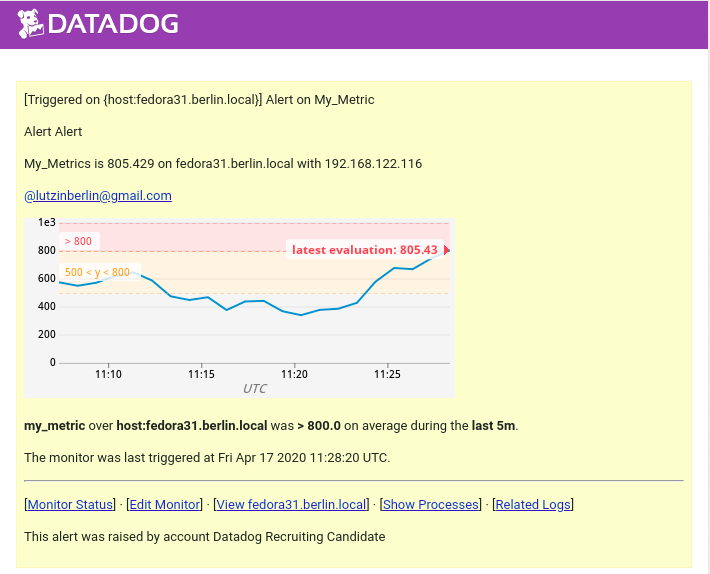 DATADOG
[Triggered on {host:fedora31.berlin.local}] Alert on My_Metric
Alert Alert
My_Metrics is 805.429 on fedora31.berlin.local with 192.168.122.116
@lutzinberlin@gmail.com
1e3
> 800
800
latest evaluation: 805.43
500 < y < 800
600
400
200
0
11:10 11:15 11:20 11:25
UTC
my_metric over host:fedora31.berlin.local was > 800.0 on average during the last 5m.
The monitor was last triggered at Fri Apr 17 2020 11:28:20 UTC.
[Monitor Status] · [Edit Monitor] · [View fedora31.berlin.local] · [Show Processes] · [Related Logs]
This alert was raised by account Datadog Recruiting Candidate